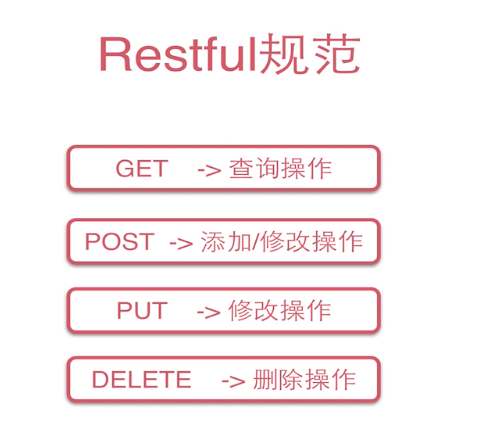 Restful规范
GET -> 查询操作
POST -> 添加/修改操作
PUT -> 修改操作
DELETE -> 删除操作